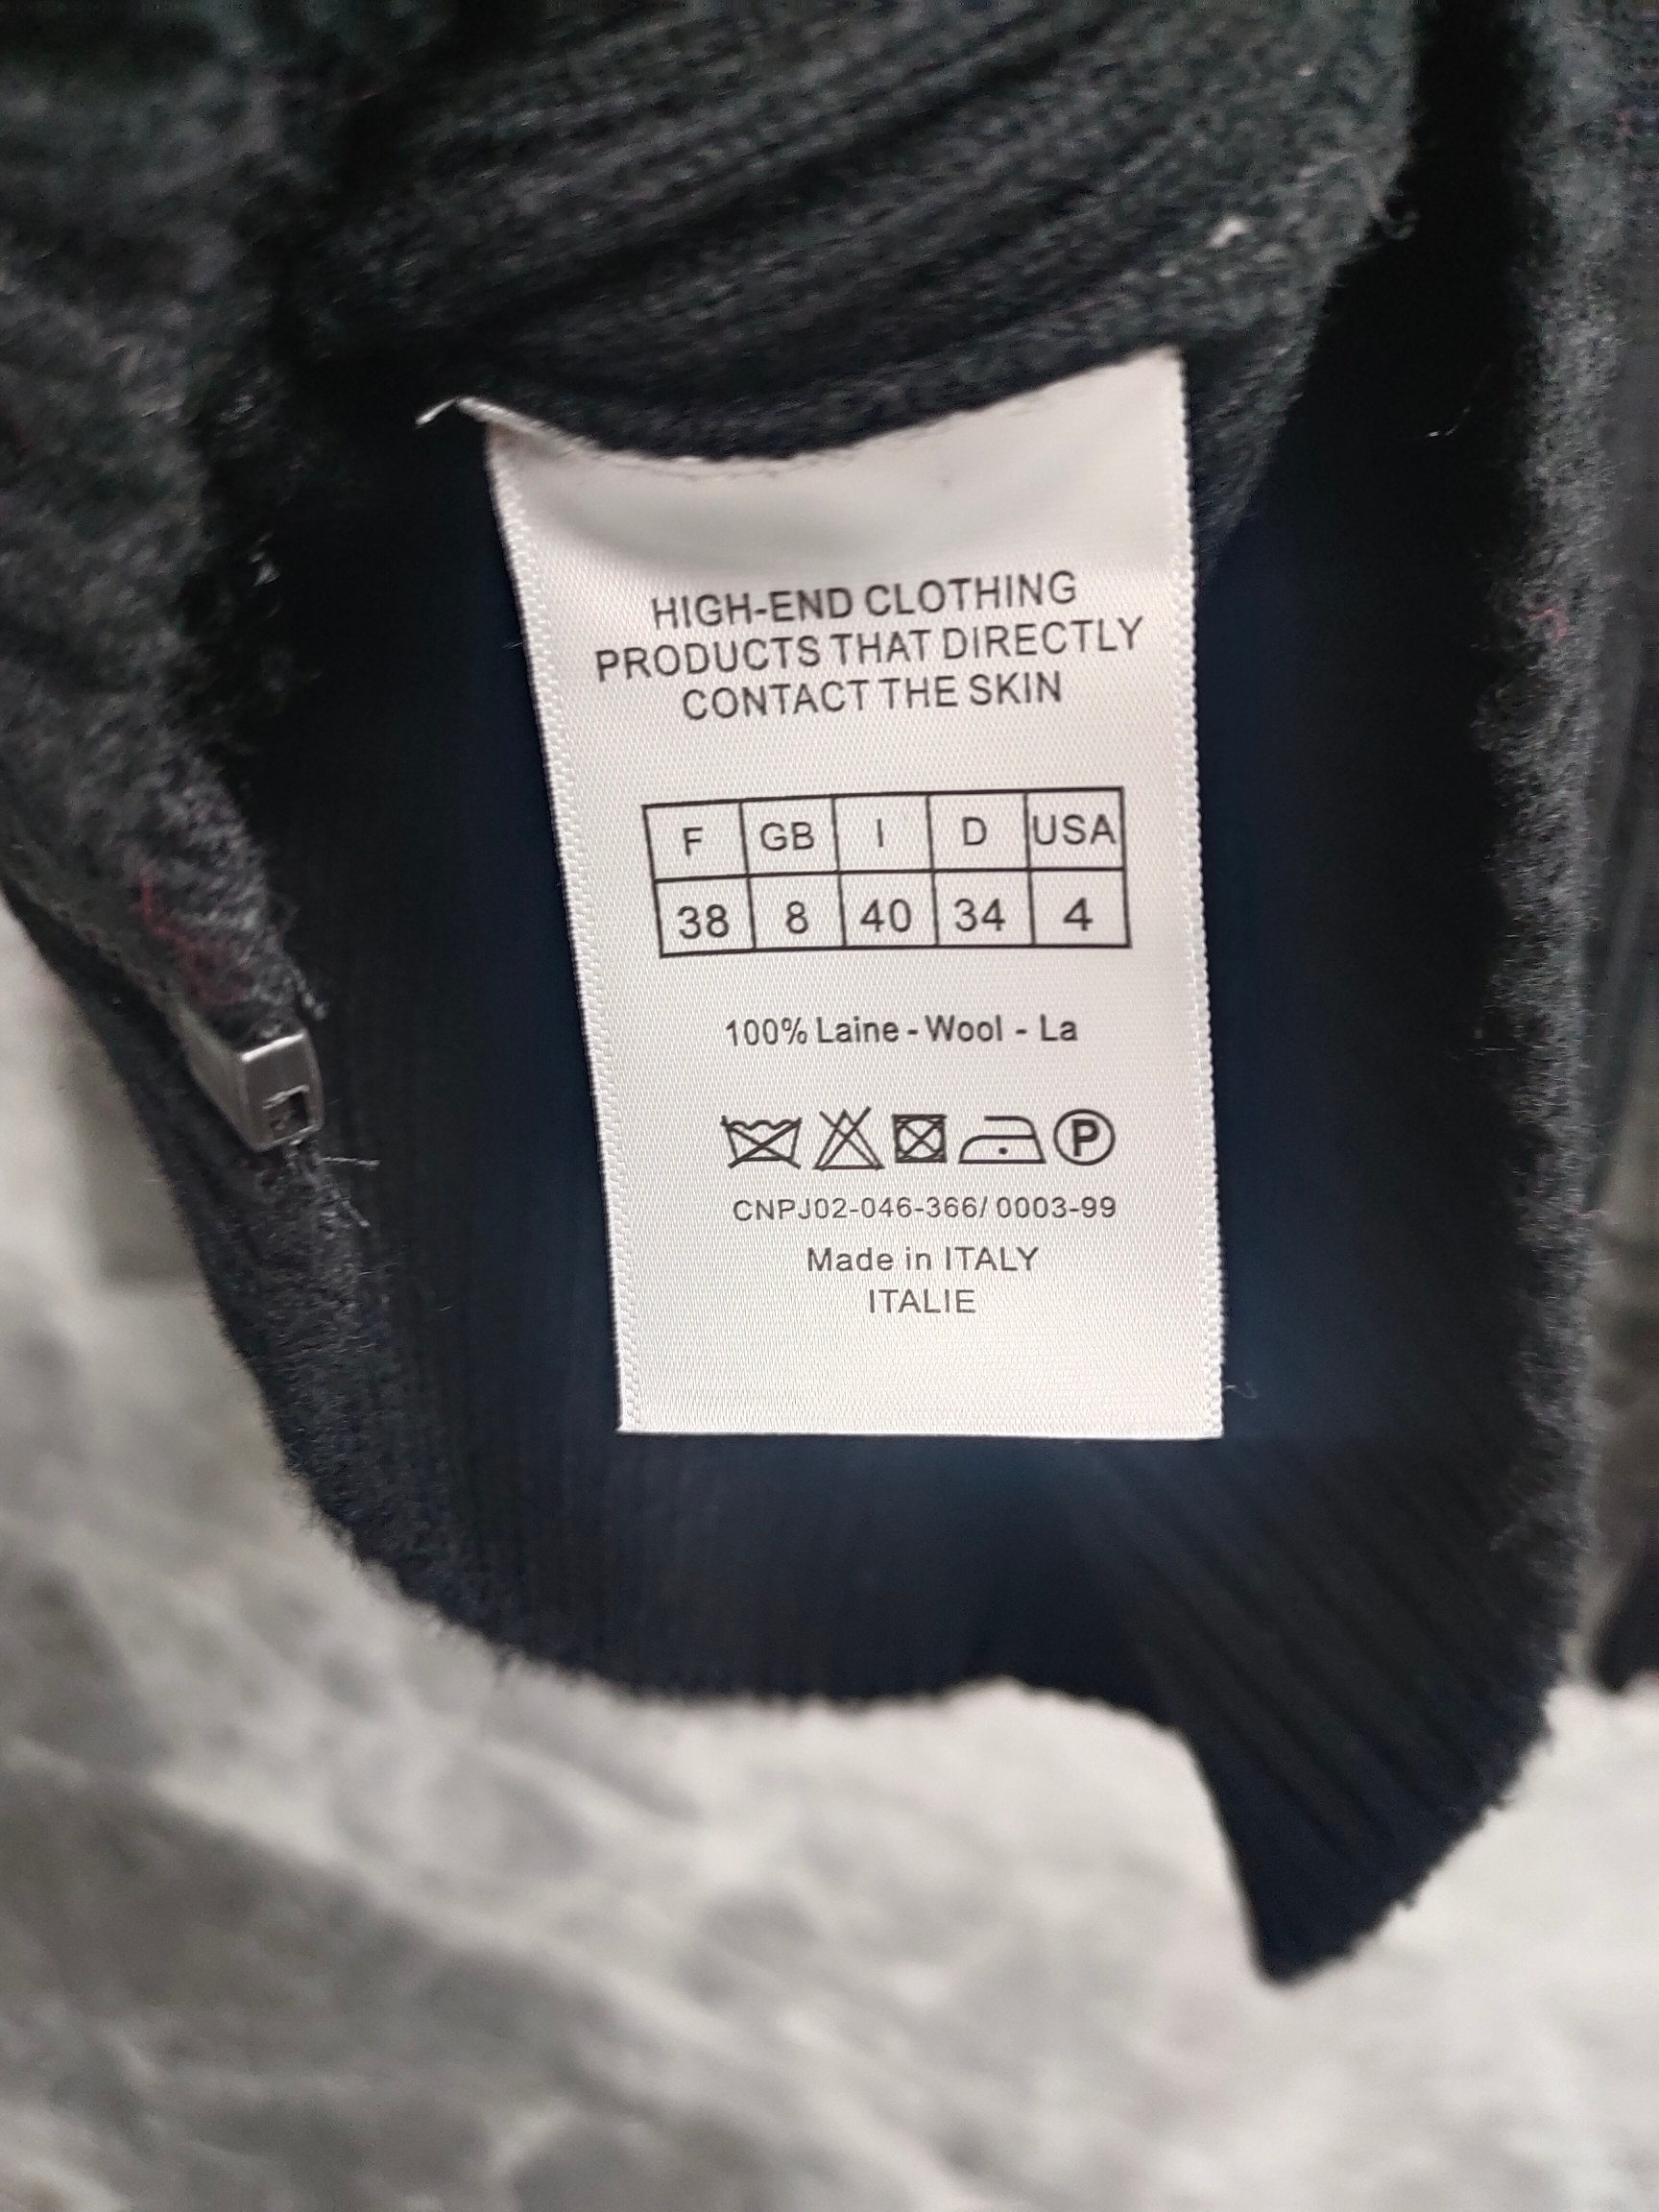 HIGH-END CLOTHING
PRODUCTS THAT DIRECTLY
CONTACT THE SKIN
F GB I D USA
38 8 40 34 4
100% Laine - Wool - La
P
CNPJ02-046-366/ 0003-99
Made in ITALY
ITALIE